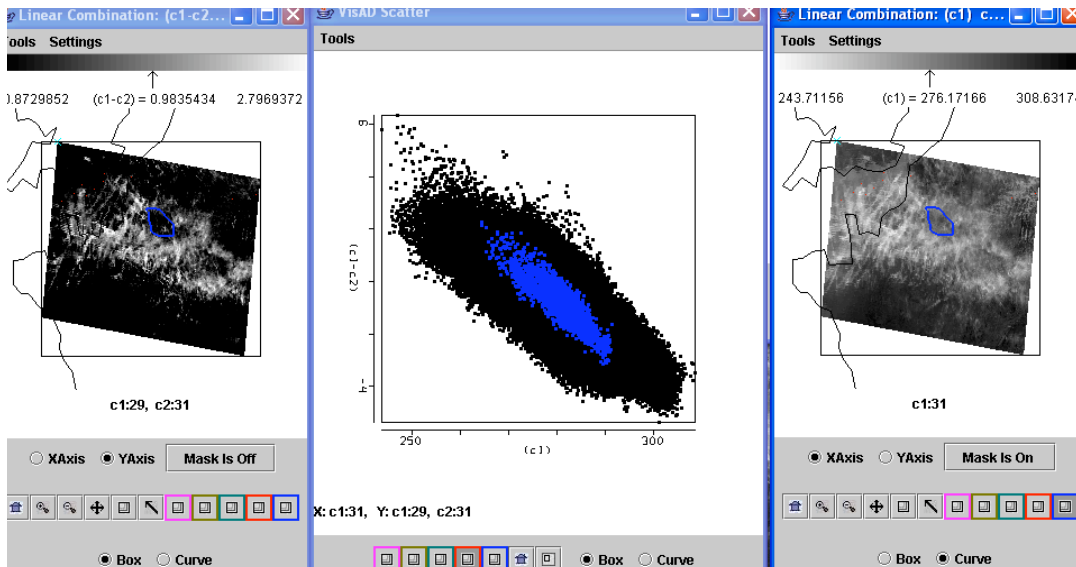 Linear Combination: (c1-c2...
Tools Settings
0.8729852 (c1-c2) = 0.9835434 2.7969372
c1:29, c2:31
XAxis YAxis Mask Is Off
Box Curve
VisAD Scatter
Tools
6
(c1-c2)
-4
250 300
(c1)
X: c1:31, Y: c1:29, c2:31
Box Curve
Linear Combination: (c1) c...
Tools Settings
243.71156 (c1) = 276.17166 308.63174
c1:31
XAxis YAxis Mask Is On
Box Curve